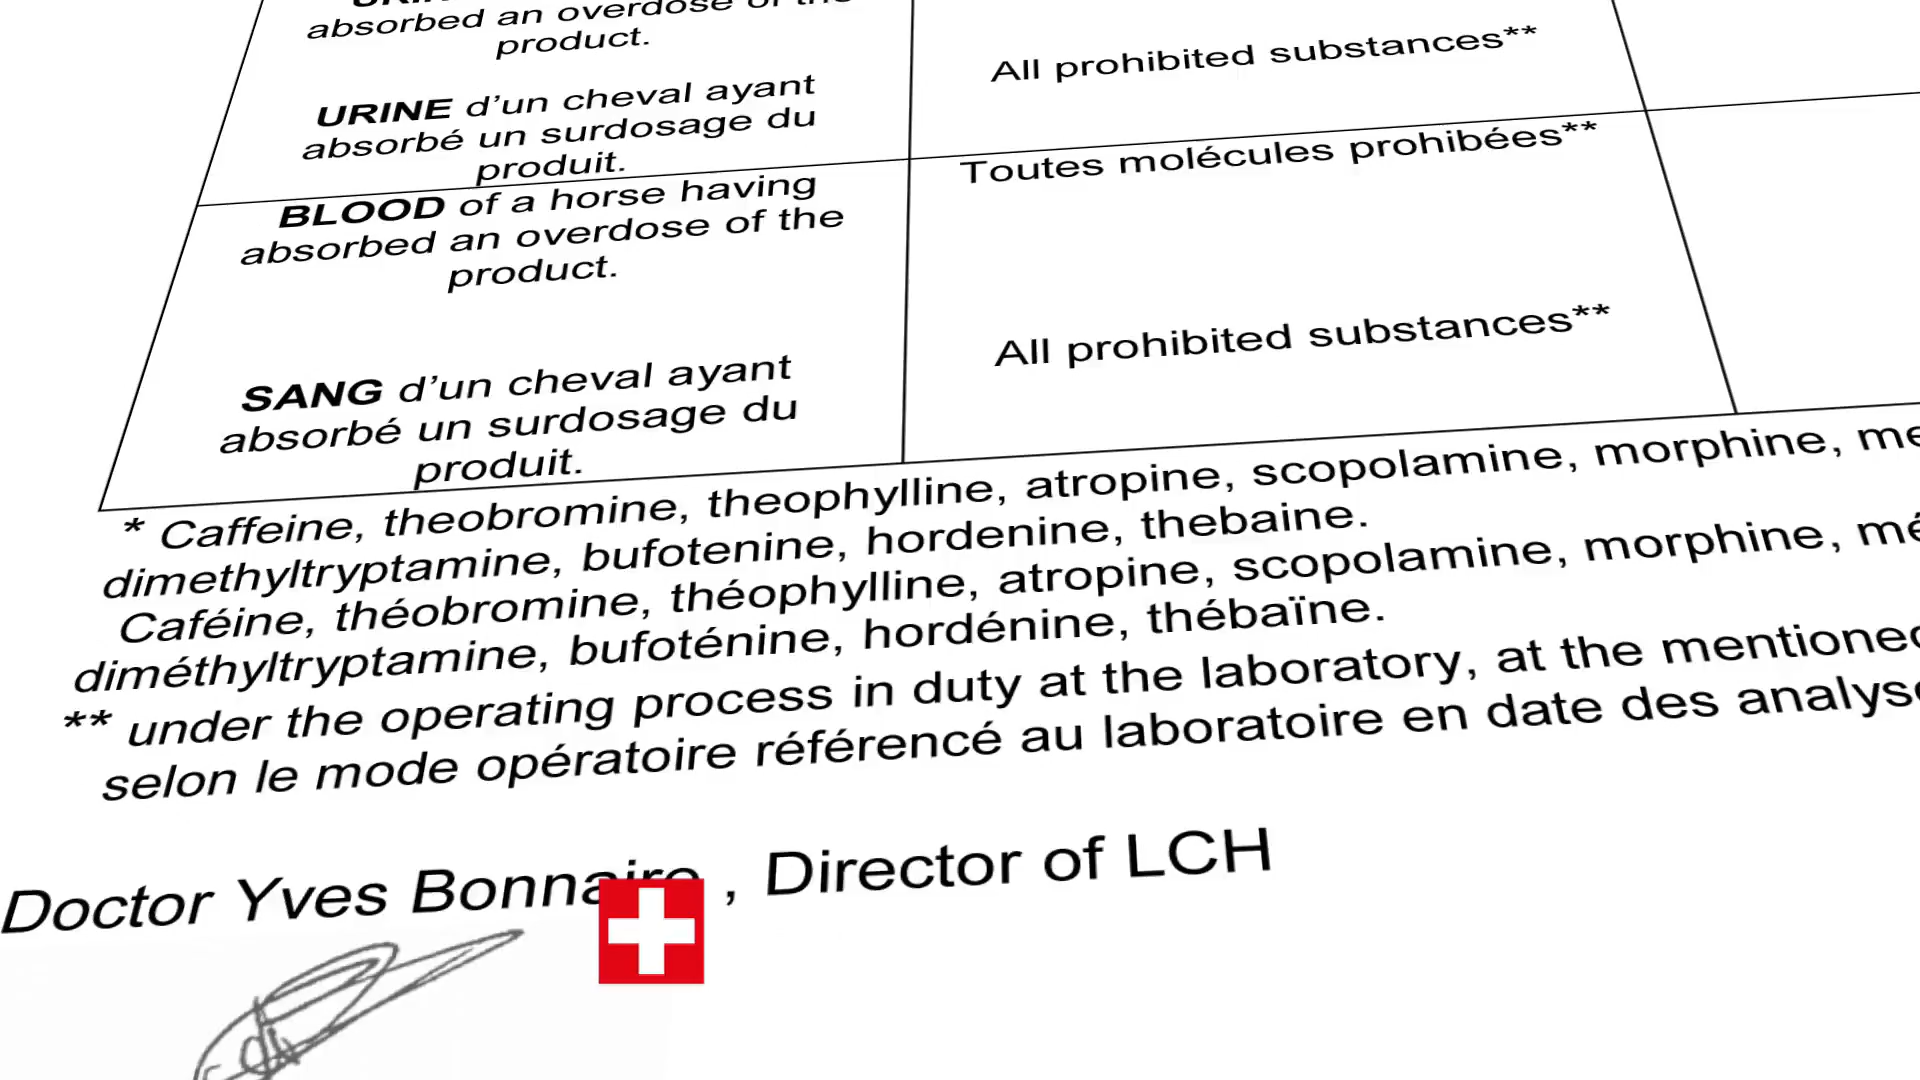 absorbed an overdose of the
product.
URINE d’un cheval ayant
absorbé un surdosage du
produit.
All prohibited substances**
BLOOD of a horse having
absorbed an overdose of the
product.
SANG d’un cheval ayant
absorbé un surdosage du
produit.
Toutes molécules prohibées**
All prohibited substances**
* Caffeine, theobromine, theophylline, atropine, scopolamine, morphine,
dimethyltryptamine, bufotenine, hordenine, thebaine.
Caféine, théobromine, théophylline, atropine, scopolamine, morphine,
diméthyltryptamine, bufoténine, hordénine, thébaïne.
** under the operating process in duty at the laboratory, at the mentioned
selon le mode opératoire référencé au laboratoire en date des
Doctor Yves Bonnaire , Director of LCH